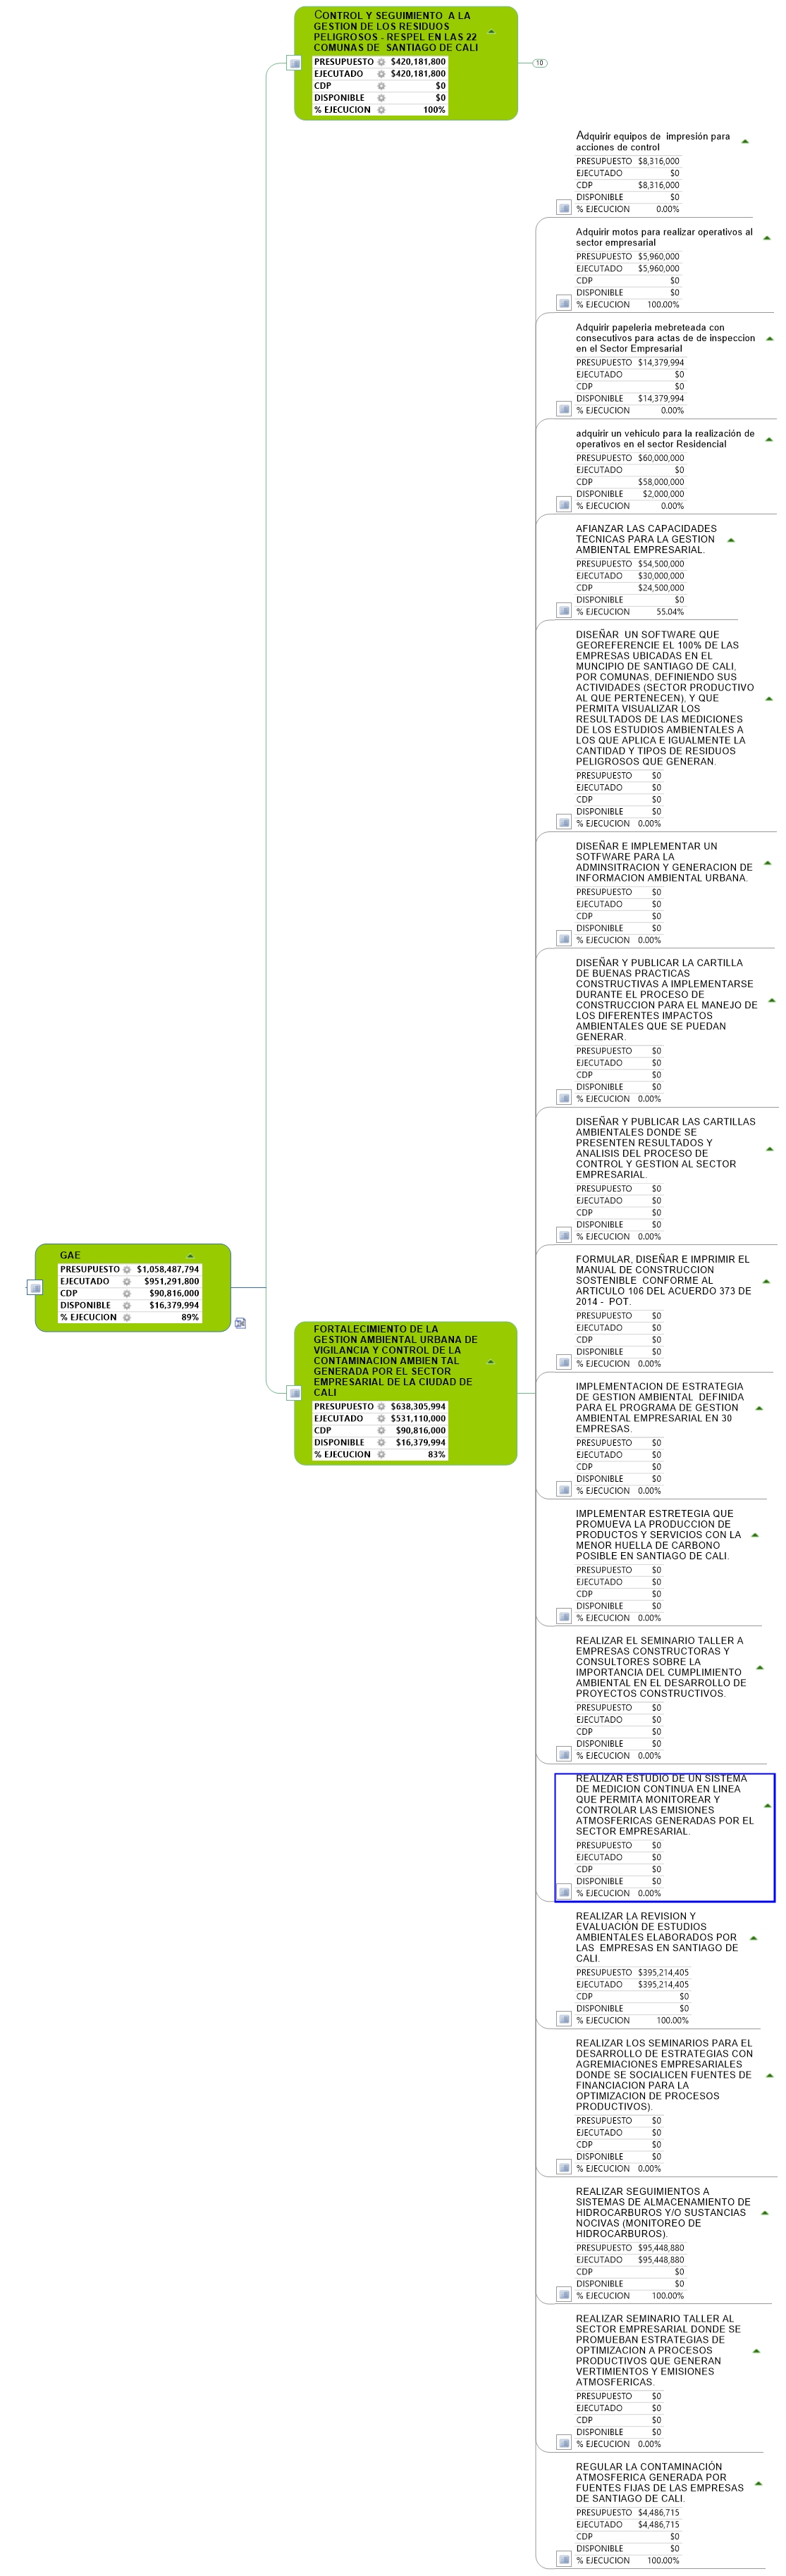 CONTROL Y SEGUIMIENTO A LA
GESTION DE LOS RESIDUOS
PELIGROSOS - RESPEL EN LAS 22
COMUNAS DE SANTIAGO DE CALI
PRESUPUESTO $420,181,800
EJECUTADO $420,181,800
CDP $0
DISPONIBLE $0
% EJECUCION 100%
10
Adquirir equipos de impresión para
acciones de control
PRESUPUESTO $8,316,000
EJECUTADO $0
CDP $8,316,000
DISPONIBLE $0
% EJECUCION 0.00%
Adquirir motos para realizar operativos al
sector empresarial
PRESUPUESTO $5,960,000
EJECUTADO $5,960,000
CDP $0
DISPONIBLE $0
% EJECUCION 100.00%
Adquirir papeleria mebreteada con
consecutivos para actas de de inspeccion
en el Sector Empresarial
PRESUPUESTO $14,379,994
EJECUTADO $0
CDP $0
DISPONIBLE $14,379,994
% EJECUCION 0.00%
adquirir un vehiculo para la realización de
operativos en el sector Residencial
PRESUPUESTO $60,000,000
EJECUTADO $0
CDP $58,000,000
DISPONIBLE $2,000,000
% EJECUCION 0.00%
AFIANZAR LAS CAPACIDADES
TECNICAS PARA LA GESTION
AMBIENTAL EMPRESARIAL.
PRESUPUESTO $54,500,000
EJECUTADO $30,000,000
CDP $24,500,000
DISPONIBLE $0
% EJECUCION 55.04%
DISEÑAR UN SOFTWARE QUE
GEOREFERENCIE EL 100% DE LAS
EMPRESAS UBICADAS EN EL
MUNCIPIO DE SANTIAGO DE CALI,
POR COMUNAS, DEFINIENDO SUS
ACTIVIDADES (SECTOR PRODUCTIVO
AL QUE PERTENECEN), Y QUE
PERMITA VISUALIZAR LOS
RESULTADOS DE LAS MEDICIONES
DE LOS ESTUDIOS AMBIENTALES A
LOS QUE APLICA E IGUALMENTE LA
CANTIDAD Y TIPOS DE RESIDUOS
PELIGROSOS QUE GENERAN.
PRESUPUESTO $0
EJECUTADO $0
CDP $0
DISPONIBLE $0
% EJECUCION 0.00%
DISEÑAR E IMPLEMENTAR UN
SOTFWARE PARA LA
ADMINSITRACION Y GENERACION DE
INFORMACION AMBIENTAL URBANA.
PRESUPUESTO $0
EJECUTADO $0
CDP $0
DISPONIBLE $0
% EJECUCION 0.00%
DISEÑAR Y PUBLICAR LA CARTILLA
DE BUENAS PRACTICAS
CONSTRUCTIVAS A IMPLEMENTARSE
DURANTE EL PROCESO DE
CONSTRUCCION PARA EL MANEJO DE
LOS DIFERENTES IMPACTOS
AMBIENTALES QUE SE PUEDAN
GENERAR.
PRESUPUESTO $0
EJECUTADO $0
CDP $0
DISPONIBLE $0
% EJECUCION 0.00%
DISEÑAR Y PUBLICAR LAS CARTILLAS
AMBIENTALES DONDE SE
PRESENTEN RESULTADOS Y
ANALISIS DEL PROCESO DE
CONTROL Y GESTION AL SECTOR
EMPRESARIAL.
PRESUPUESTO $0
EJECUTADO $0
CDP $0
DISPONIBLE $0
% EJECUCION 0.00%
GAE
PRESUPUESTO $1,058,487,794
EJECUTADO $951,291,800
CDP $90,816,000
DISPONIBLE $16,379,994
% EJECUCION 89%
FORMULAR, DISEÑAR E IMPRIMIR EL
MANUAL DE CONSTRUCCION
SOSTENIBLE CONFORME AL
ARTICULO 106 DEL ACUERDO 373 DE
2014 - POT.
PRESUPUESTO $0
EJECUTADO $0
CDP $0
DISPONIBLE $0
% EJECUCION 0.00%
FORTALECIMIENTO DE LA
GESTION AMBIENTAL URBANA DE
VIGILANCIA Y CONTROL DE LA
CONTAMINACION AMBIEN TAL
GENERADA POR EL SECTOR
EMPRESARIAL DE LA CIUDAD DE
CALI
PRESUPUESTO $638,305,994
EJECUTADO $531,110,000
CDP $90,816,000
DISPONIBLE $16,379,994
% EJECUCION 83%
IMPLEMENTACION DE ESTRATEGIA
DE GESTION AMBIENTAL DEFINIDA
PARA EL PROGRAMA DE GESTION
AMBIENTAL EMPRESARIAL EN 30
EMPRESAS.
PRESUPUESTO $0
EJECUTADO $0
CDP $0
DISPONIBLE $0
% EJECUCION 0.00%
IMPLEMENTAR ESTRETEGIA QUE
PROMUEVA LA PRODUCCION DE
PRODUCTOS Y SERVICIOS CON LA
MENOR HUELLA DE CARBONO
POSIBLE EN SANTIAGO DE CALI.
PRESUPUESTO $0
EJECUTADO $0
CDP $0
DISPONIBLE $0
% EJECUCION 0.00%
REALIZAR EL SEMINARIO TALLER A
EMPRESAS CONSTRUCTORAS Y
CONSULTORES SOBRE LA
IMPORTANCIA DEL CUMPLIMIENTO
AMBIENTAL EN EL DESARROLLO DE
PROYECTOS CONSTRUCTIVOS.
PRESUPUESTO $0
EJECUTADO $0
CDP $0
DISPONIBLE $0
% EJECUCION 0.00%
REALIZAR ESTUDIO DE UN SISTEMA
DE MEDICION CONTINUA EN LINEA
QUE PERMITA MONITOREAR Y
CONTROLAR LAS EMISIONES
ATMOSFERICAS GENERADAS POR EL
SECTOR EMPRESARIAL.
PRESUPUESTO $0
EJECUTADO $0
CDP $0
DISPONIBLE $0
% EJECUCION 0.00%
REALIZAR LA REVISION Y
EVALUACIÓN DE ESTUDIOS
AMBIENTALES ELABORADOS POR
LAS EMPRESAS EN SANTIAGO DE
CALI.
PRESUPUESTO $395,214,405
EJECUTADO $395,214,405
CDP $0
DISPONIBLE $0
% EJECUCION 100.00%
REALIZAR LOS SEMINARIOS PARA EL
DESARROLLO DE ESTRATEGIAS CON
AGREMIACIONES EMPRESARIALES
DONDE SE SOCIALICEN FUENTES DE
FINANCIACION PARA LA
OPTIMIZACION DE PROCESOS
PRODUCTIVOS).
PRESUPUESTO $0
EJECUTADO $0
CDP $0
DISPONIBLE $0
% EJECUCION 0.00%
REALIZAR SEGUIMIENTOS A
SISTEMAS DE ALMACENAMIENTO DE
HIDROCARBUROS Y/O SUSTANCIAS
NOCIVAS (MONITOREO DE
HIDROCARBUROS).
PRESUPUESTO $95,448,880
EJECUTADO $95,448,880
CDP $0
DISPONIBLE $0
% EJECUCION 100.00%
REALIZAR SEMINARIO TALLER AL
SECTOR EMPRESARIAL DONDE SE
PROMUEBAN ESTRATEGIAS DE
OPTIMIZACION A PROCESOS
PRODUCTIVOS QUE GENERAN
VERTIMIENTOS Y EMISIONES
ATMOSFERICAS.
PRESUPUESTO $0
EJECUTADO $0
CDP $0
DISPONIBLE $0
% EJECUCION 0.00%
REGULAR LA CONTAMINACIÓN
ATMOSFERICA GENERADA POR
FUENTES FIJAS DE LAS EMPRESAS
DE SANTIAGO DE CALI.
PRESUPUESTO $4,486,715
EJECUTADO $4,486,715
CDP $0
DISPONIBLE $0
% EJECUCION 100.00%